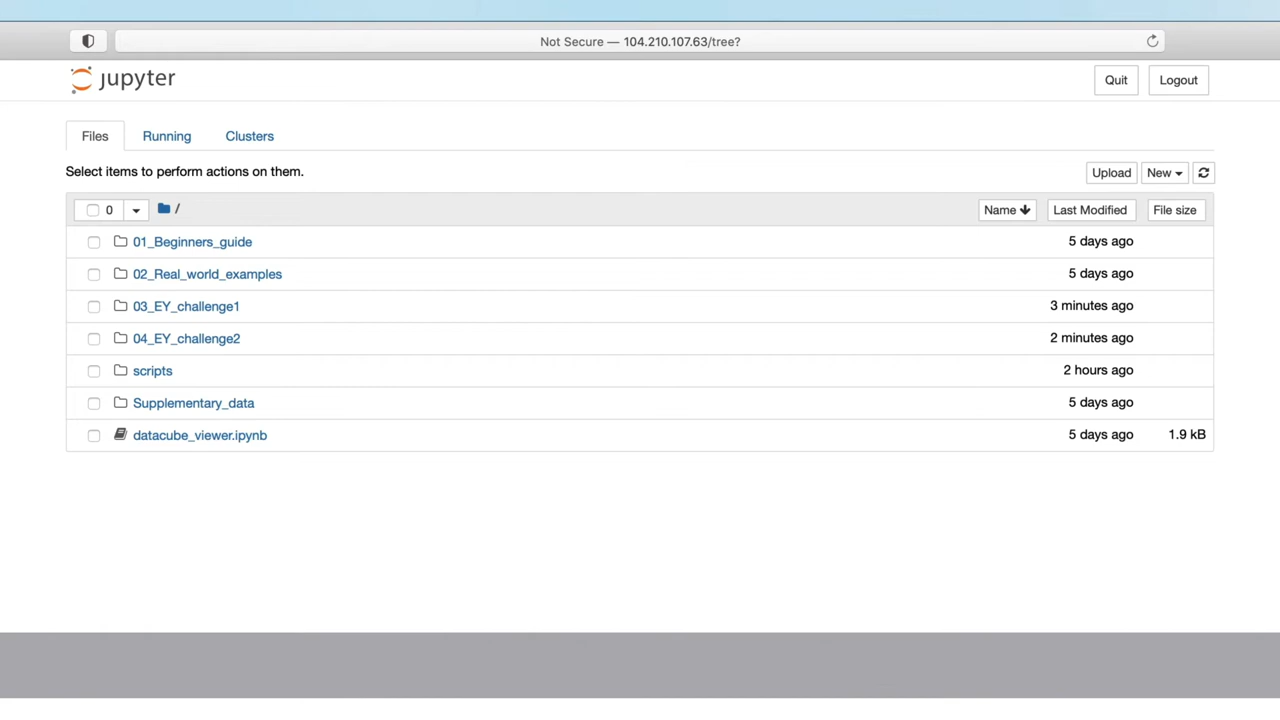 Not Secure — 104.210.107.63/tree?
jupyter
Quit Logout
Files Running Clusters
Select items to perform actions on them.
Upload New
0 / Name Last Modified File size
01_Beginners_guide 5 days ago
02_Real_world_examples 5 days ago
03_EY_challenge1 3 minutes ago
04_EY_challenge2 2 minutes ago
scripts 2 hours ago
Supplementary_data 5 days ago
datacube_viewer.ipynb 5 days ago 1.9 kB